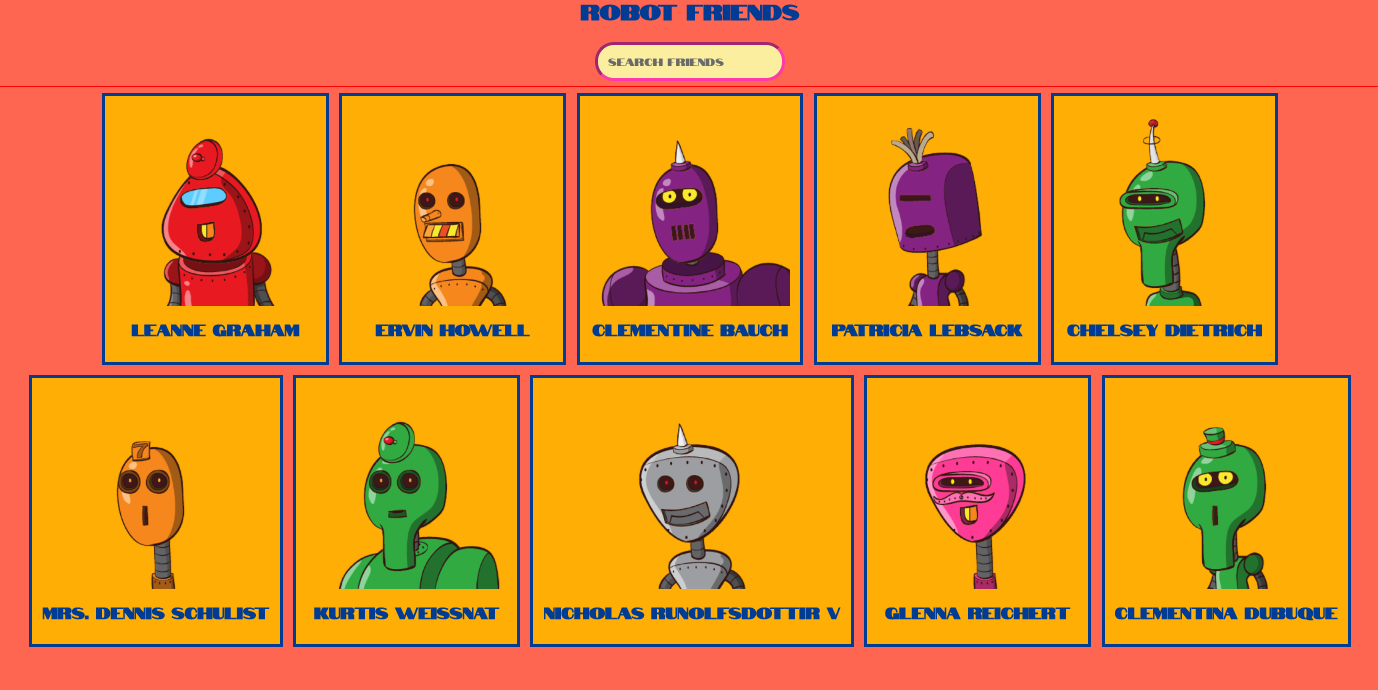 ROBOT FRIENDS
SEARCH FRIENDS
LEANNE GRAHAM
ERVIN HOWELL
CLEMENTINE BAUCH
PATRICIA LEBSACK
CHELSEY DIETRICH
7
MRS. DENNIS SCHULIST
KURTIS WEISSNAT
NICHOLAS RUNOLFSDOTTIR V
GLENNA REICHERT
CLEMENTINA DUBUQUE